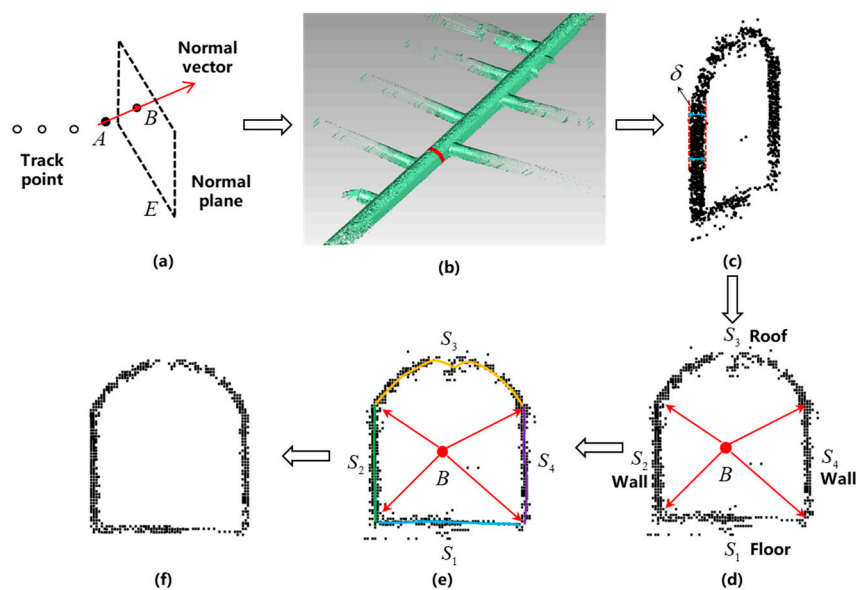 Normal
vector
B
A
Track
point
Normal
plane
E
(a)
(b)
δ
(c)
S3 Roof
S2
Wall
B
S4
Wall
S1 Floor
(d)
S3
S2
B
S4
S1
(e)
(f)